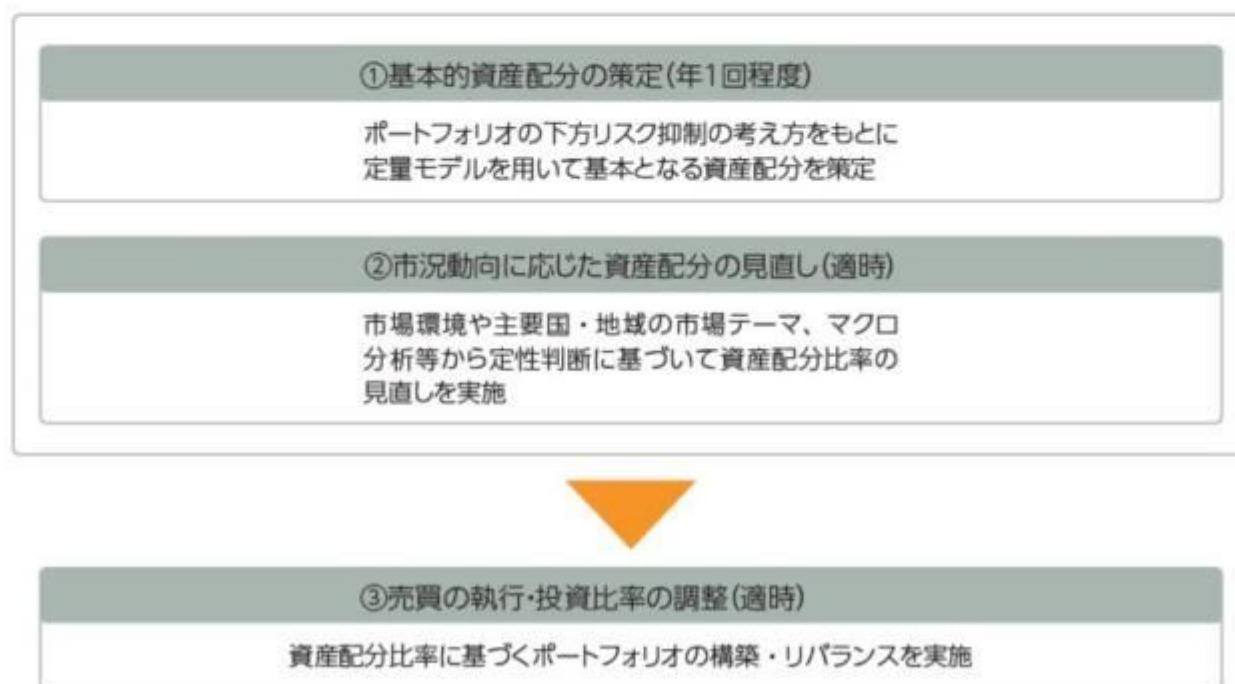 ①基本的資産配分の策定(年1回程度)
ポートフォリオの下方リスク抑制の考え方をもとに
定量モデルを用いて基本となる資産配分を策定
②市況動向に応じた資産配分の見直し(適時)
市場環境や主要国・地域の市場テーマ、マクロ
分析等から定性判断に基づいて資産配分比率の
見直しを実施
③売買の執行・投資比率の調整(適時)
資産配分比率に基づくポートフォリオの構築・リバランスを実施